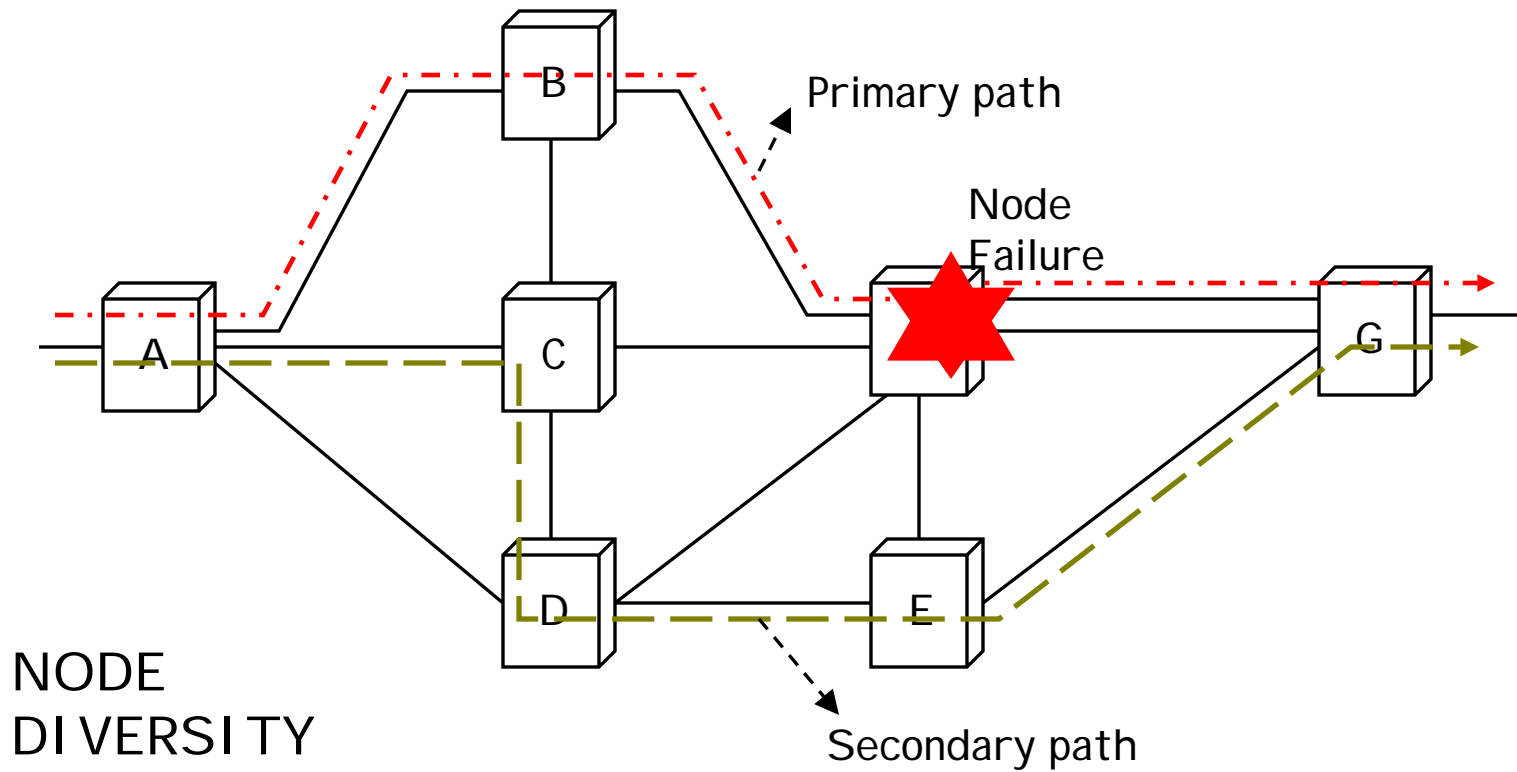 B
Primary path
Node
Failure
A
C
G
D
E
NODE
DIVERSITY
Secondary path